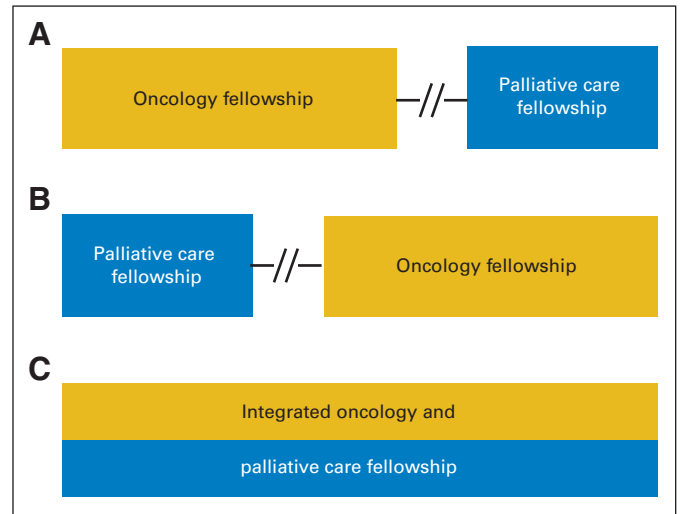 A
Oncology fellowship
Palliative care
fellowship
B
Palliative care
fellowship
Oncology fellowship
C
Integrated oncology and
palliative care fellowship